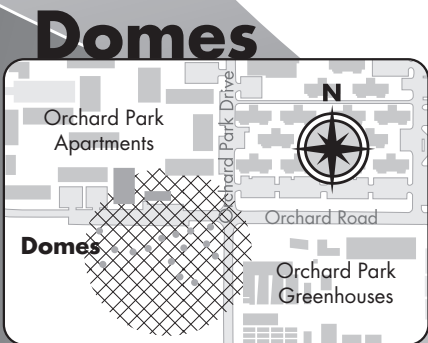 Domes
Orchard Park
Apartments
Orchard Park Drive
N
Orchard Road
Domes
Orchard Park
Greenhouses